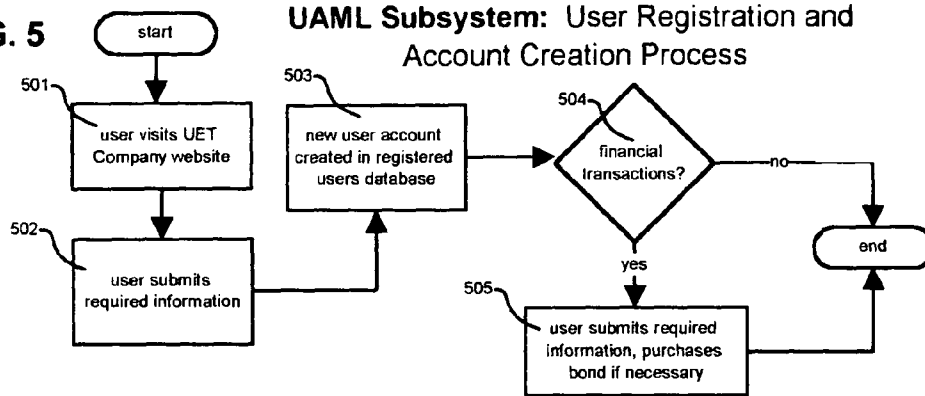 G. 5
UAML Subsystem: User Registration and
Account Creation Process
start
501
user visits UET
Company website
502
user submits
required information
503
new user account
created in registered
users database
504
financial
transactions?
no
yes
505
user submits required
information, purchases
bond if necessary
end